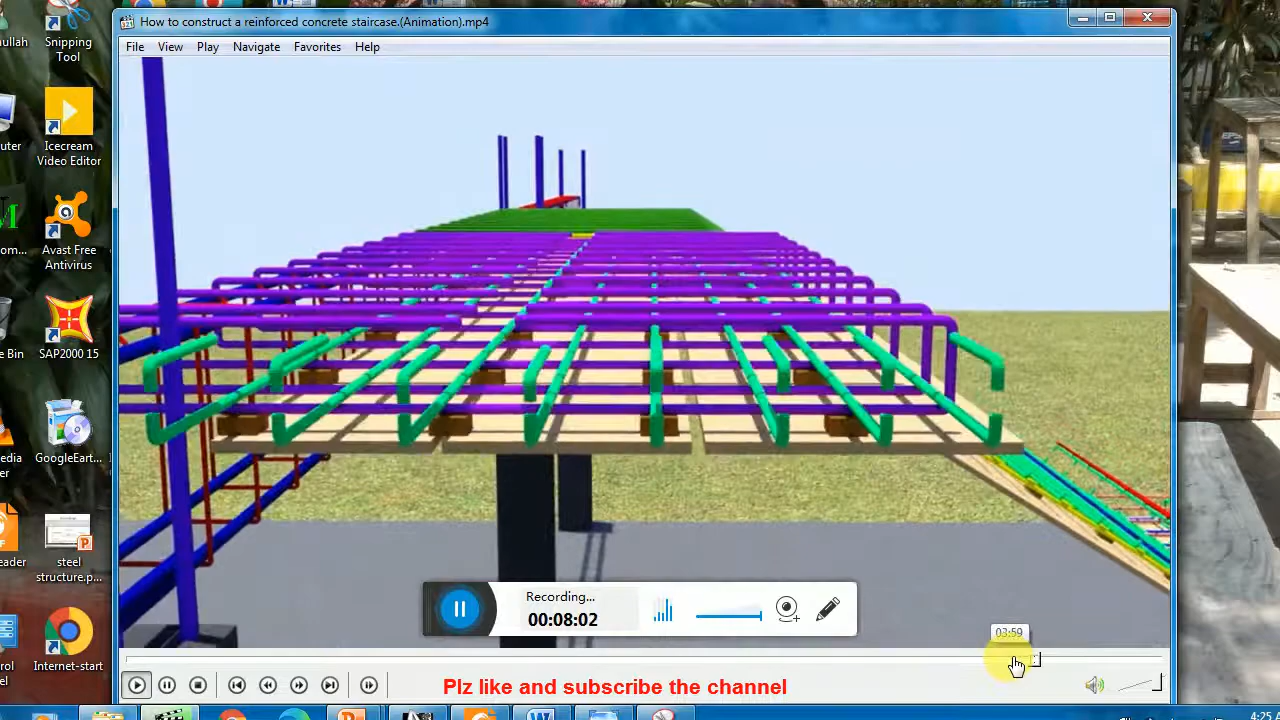 How to construct a reinforced concrete staircase.(Animation).mp4
File View Play Navigate Favorites Help
Snipping
Tool
Icecream
Video Editor
Avast Free
Antivirus
SAP2000 15
GoogleEart...
steel
structure.p...
Internet-start
Bin
Recording...
00:08:02
03:59
Plz like and subscribe the channel